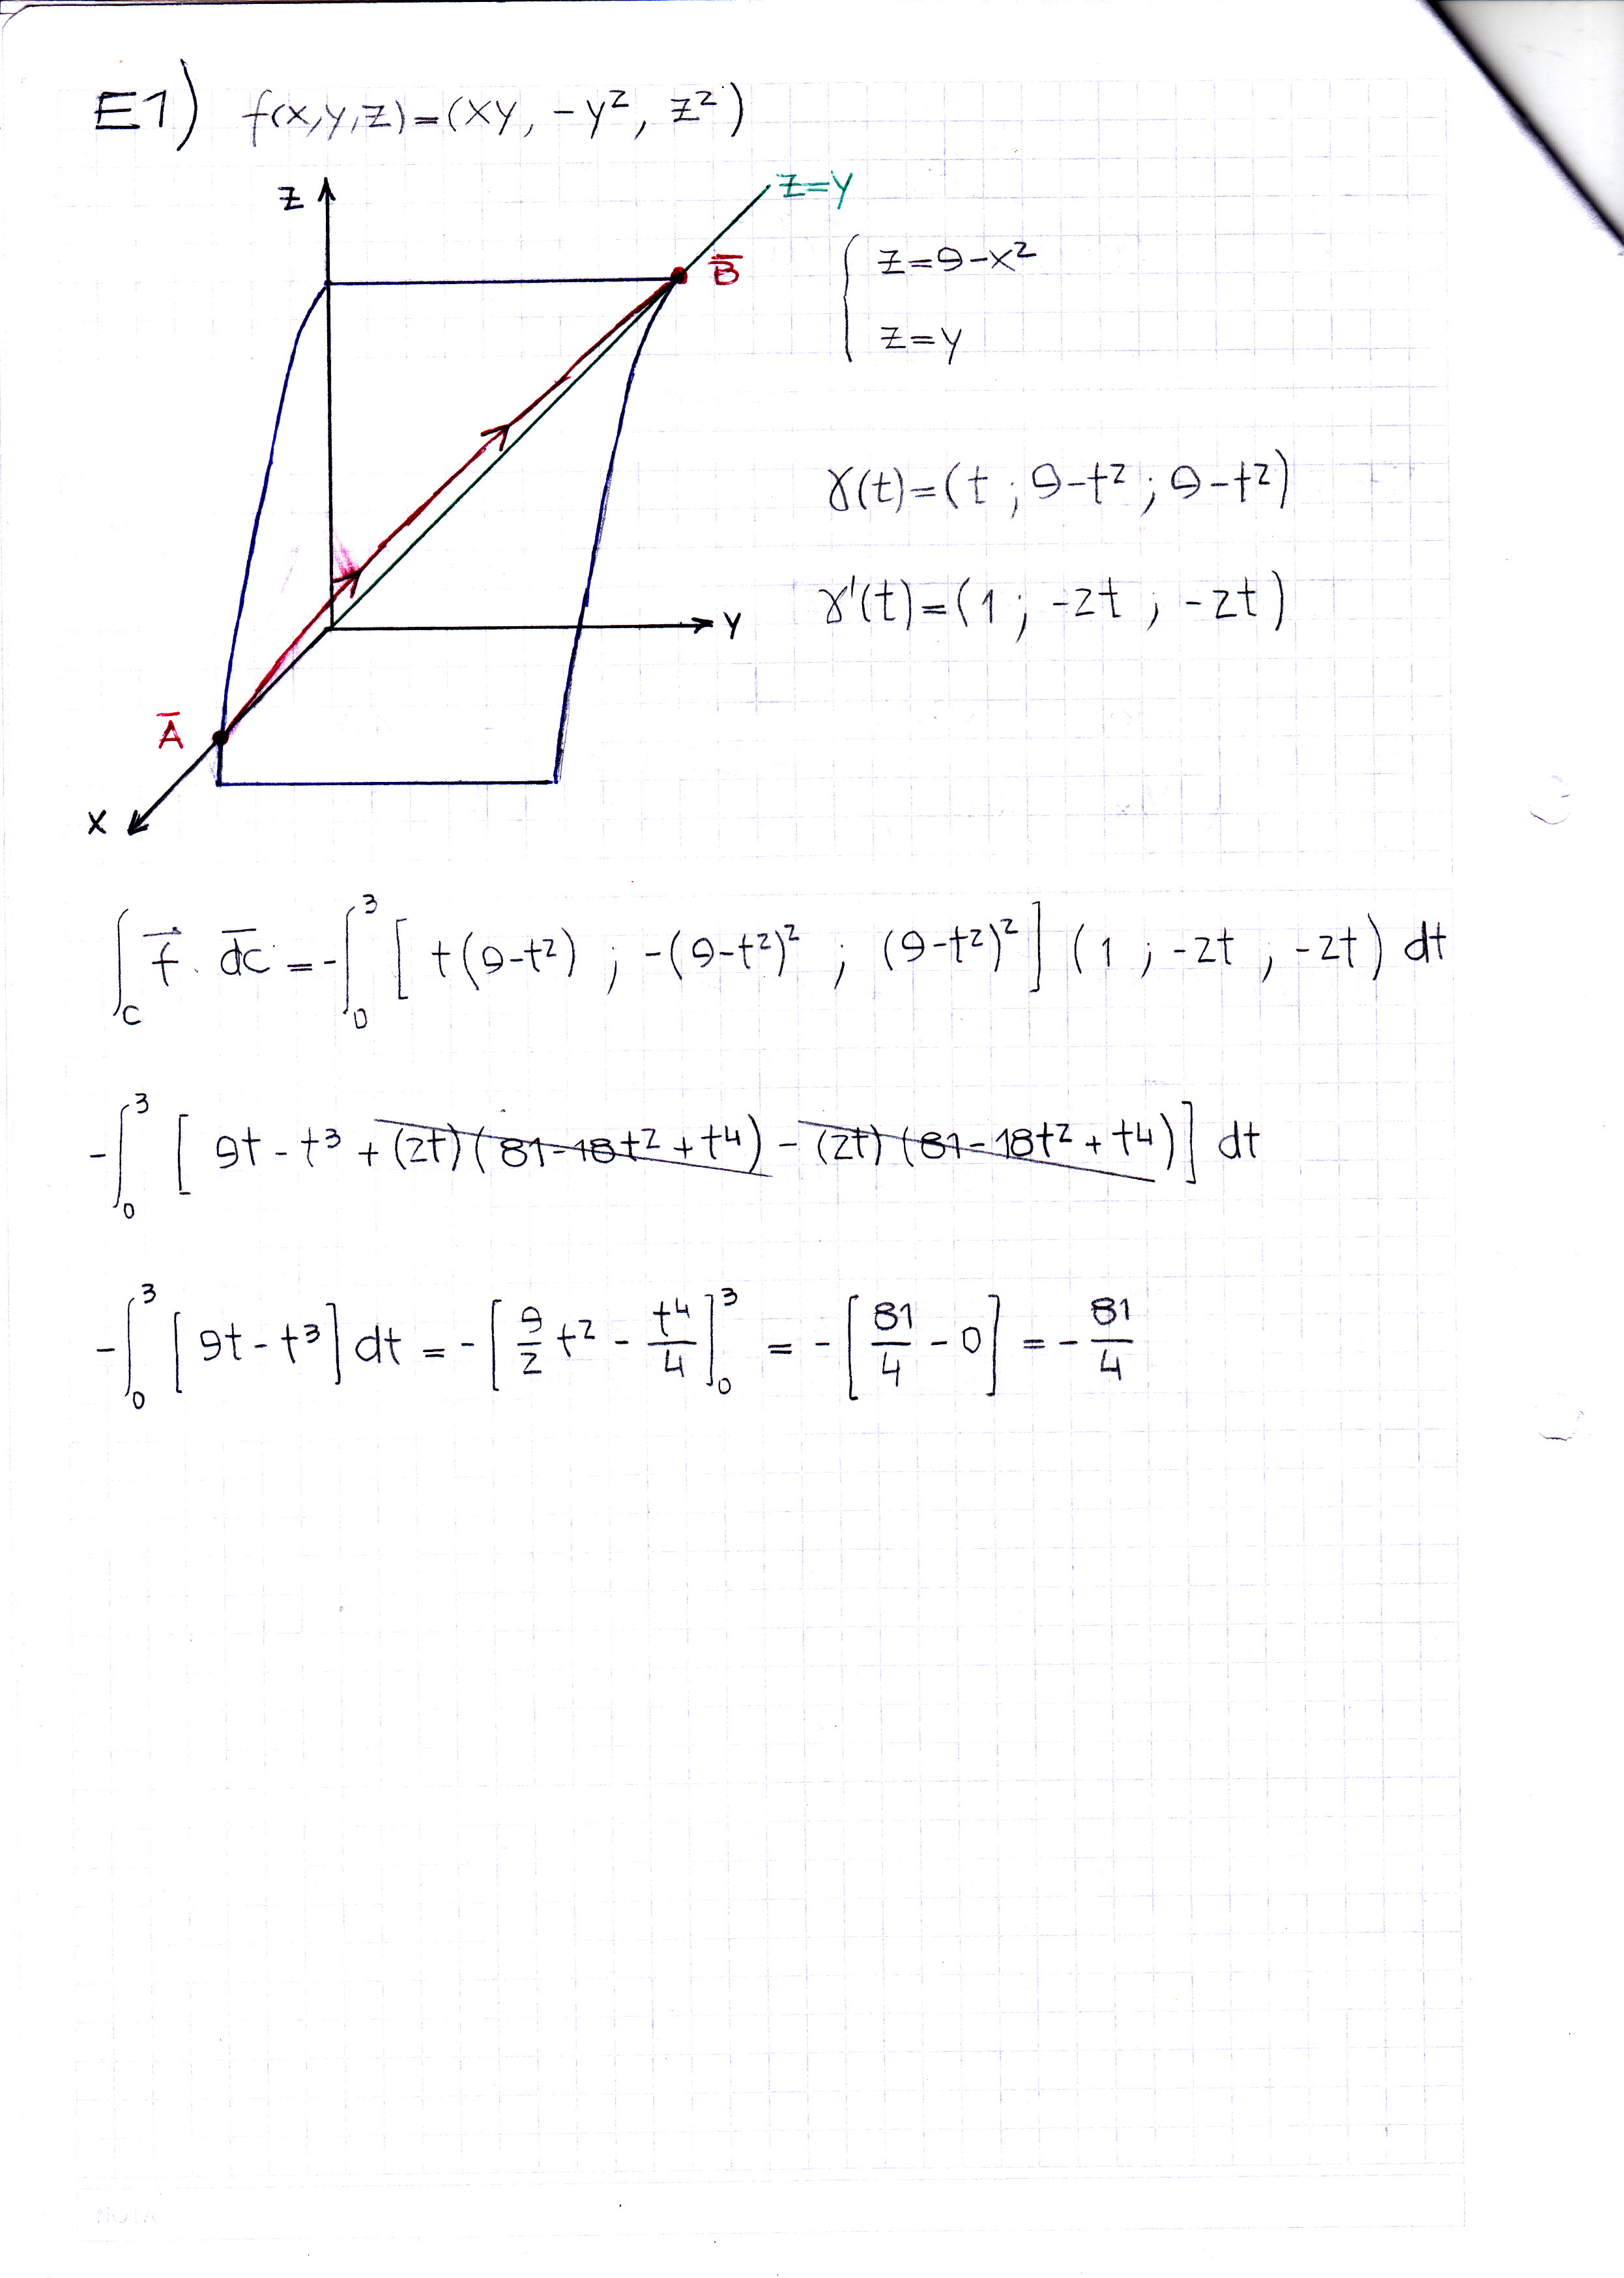 E1) f(x,y,z)=(xy, -y², z²)
z
z=y
B̅
{ z=9-x²
z=y
γ(t)=(t ; 9-t² ; 9-t²)
γ'(t)=(1 ; -2t ; -2t)
y
A̅
x
∫_C f⃗ . d̅c̅ = -∫₀³ [ t(9-t²) ; -(9-t²)² ; (9-t²)² ] (1 ; -2t ; -2t) dt
-∫₀³ [ 9t - t³ + (2t)(81-18t²+t⁴) - (2t)(81-18t²+t⁴) ] dt
-∫₀³ [9t-t³] dt = -[9/2 t² - t⁴/4]₀³ = -[81/4 - 0] = -81/4